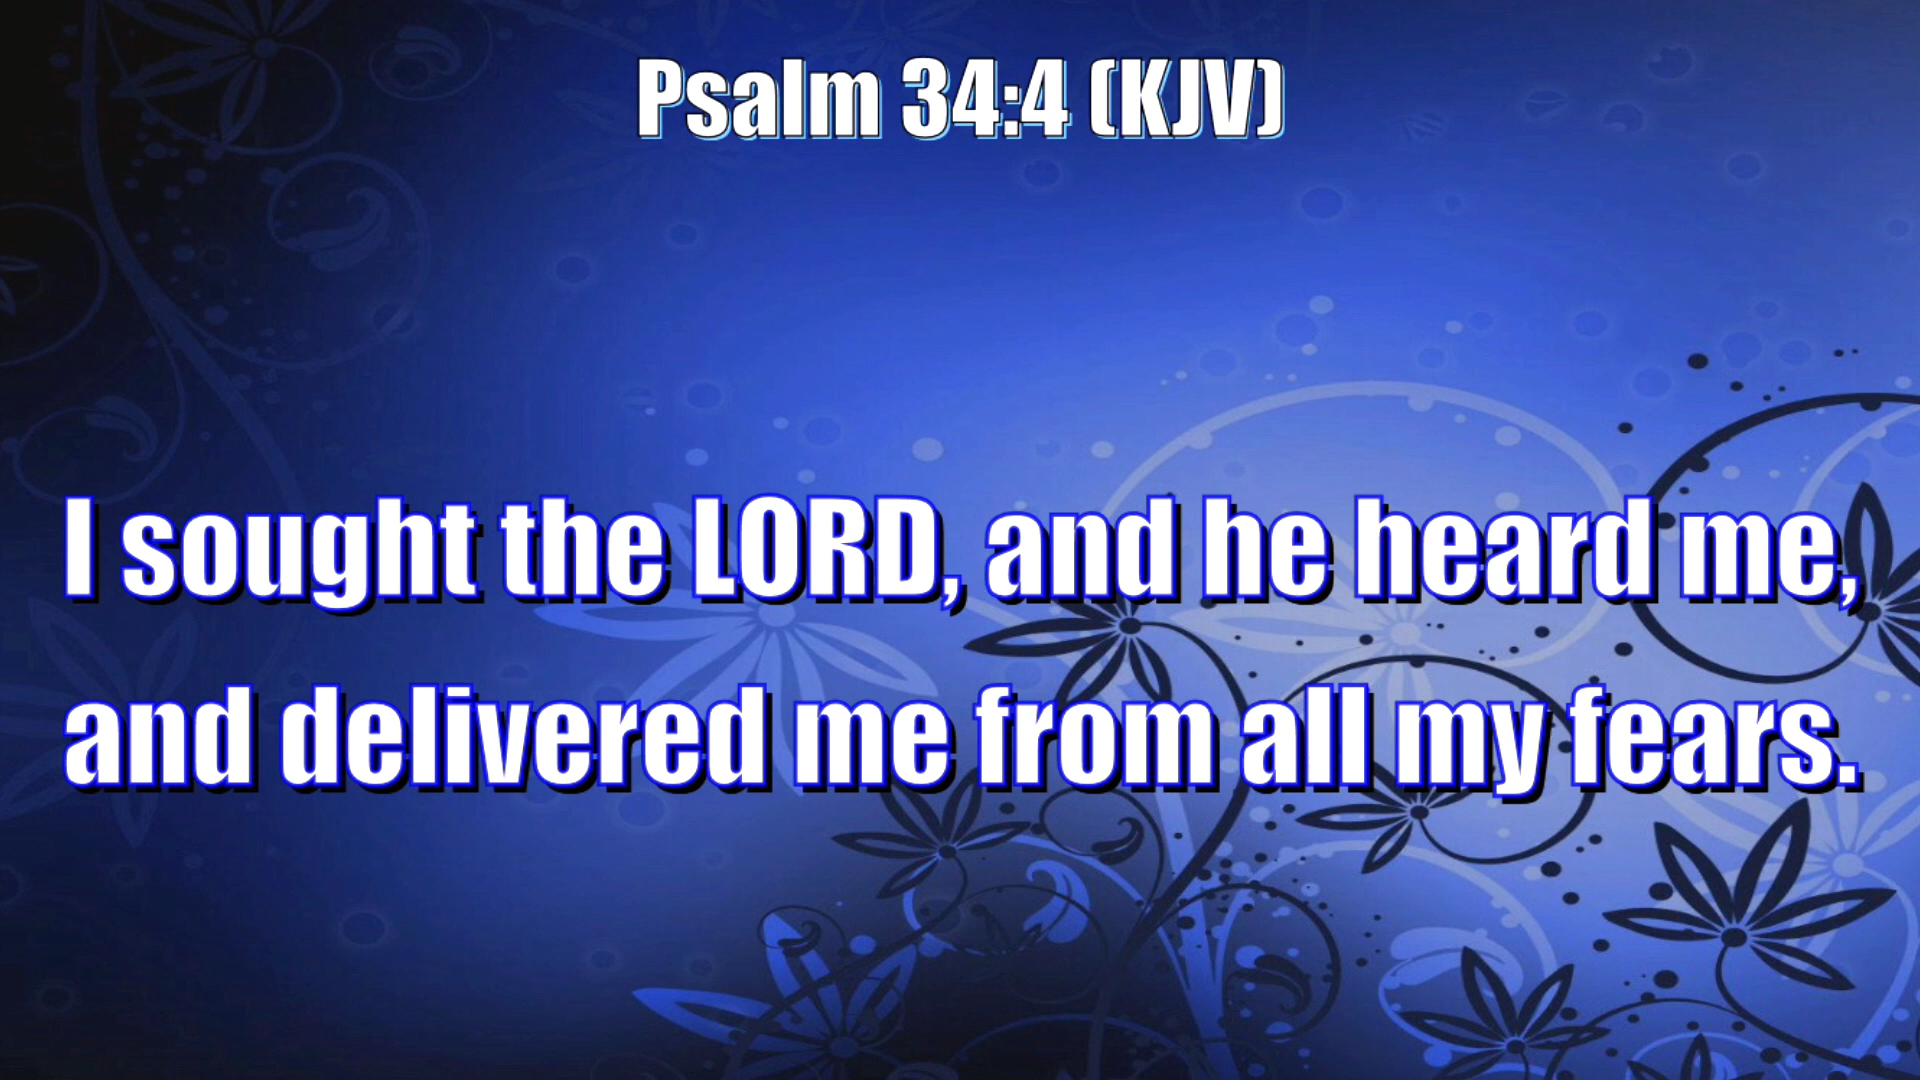 Psalm 34:4 (KJV)
I sought the LORD, and he heard me,
and delivered me from all my fears.